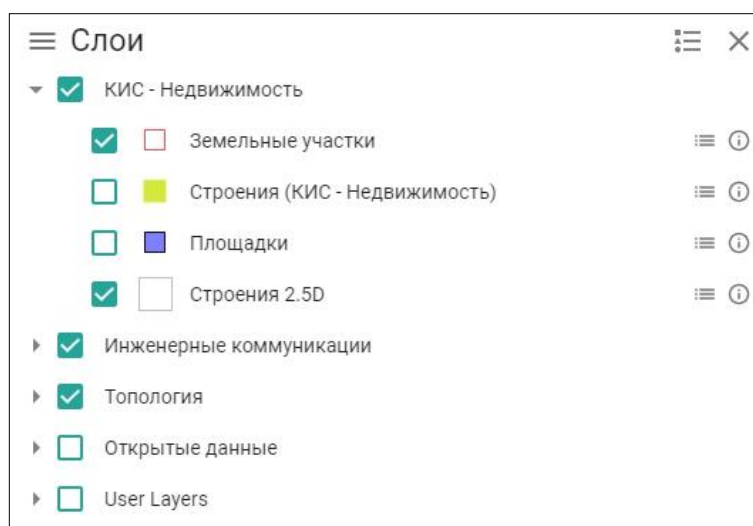 Слои
КИС - Недвижимость
Земельные участки
Строения (КИС - Недвижимость)
Площадки
Строения 2.5D
Инженерные коммуникации
Топология
Открытые данные
User Layers